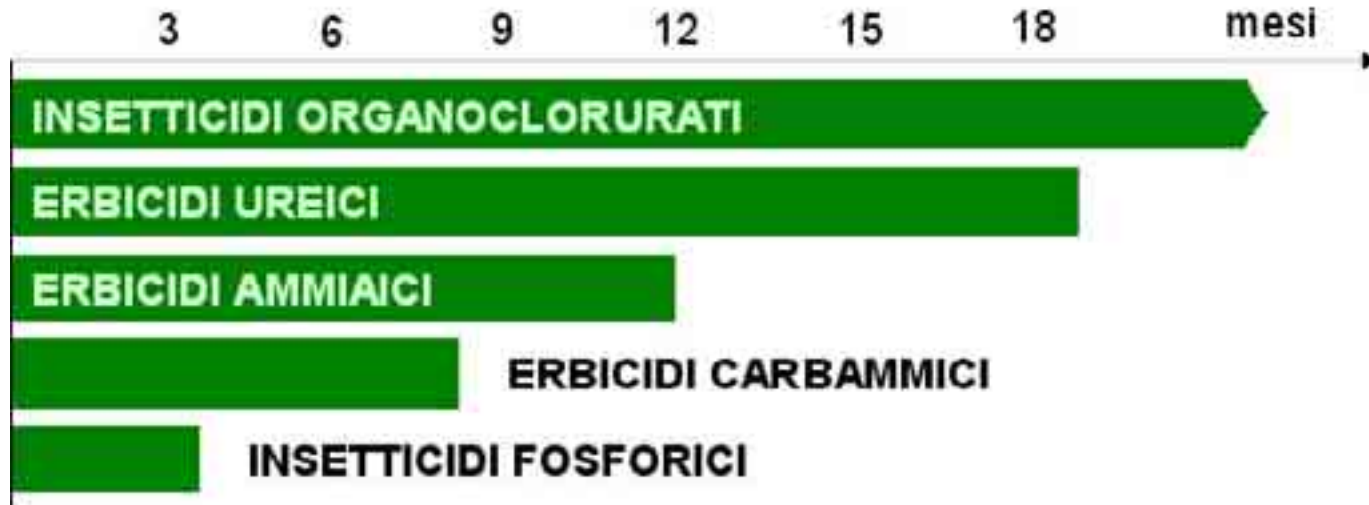 3 6 9 12 15 18 mesi
INSETTICIDI ORGANOCLORURATI
ERBICIDI UREICI
ERBICIDI AMMIAICI
ERBICIDI CARBAMMICI
INSETTICIDI FOSFORICI